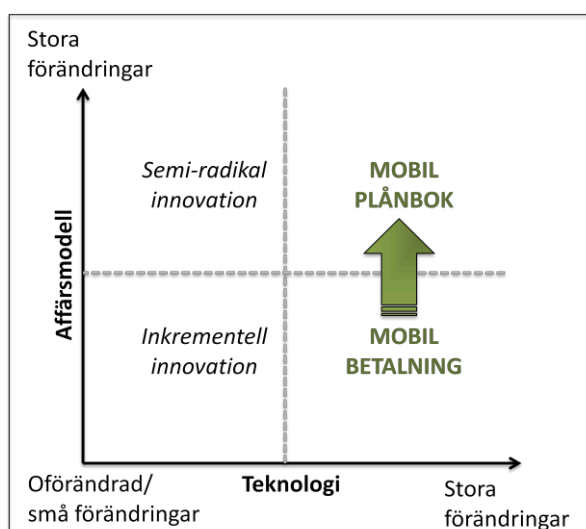 Stora
förändringar
Semi-radikal
innovation
MOBIL
PLÅNBOK
Affärsmodell
Inkrementell
innovation
MOBIL
BETALNING
Oförändrad/
små förändringar
Teknologi
Stora
förändringar